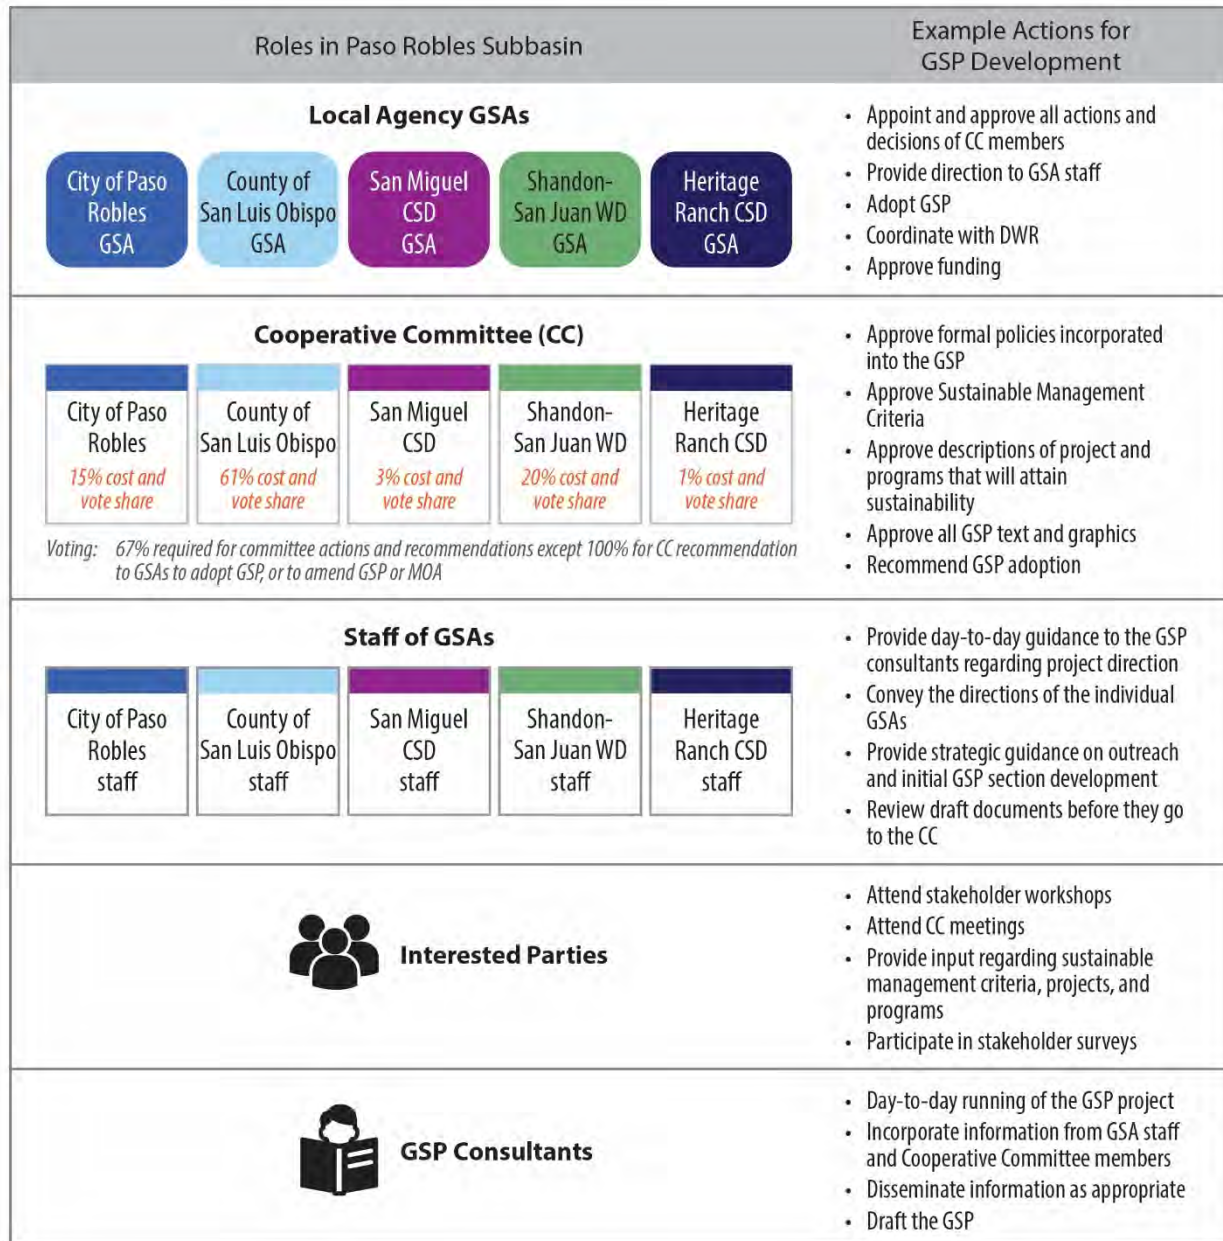 Roles in Paso Robles Subbasin
Example Actions for
GSP Development
Local Agency GSAs
City of Paso
Robles
GSA
County of
San Luis Obispo
GSA
San Miguel
CSD
GSA
Shandon-
San Juan WD
GSA
Heritage
Ranch CSD
GSA
• Appoint and approve all actions and
decisions of CC members
• Provide direction to GSA staff
• Adopt GSP
• Coordinate with DWR
• Approve funding
Cooperative Committee (CC)
City of Paso
Robles
15% cost and
vote share
County of
San Luis Obispo
61% cost and
vote share
San Miguel
CSD
3% cost and
vote share
Shandon-
San Juan WD
20% cost and
vote share
Heritage
Ranch CSD
1% cost and
vote share
Voting: 67% required for committee actions and recommendations except 100% for CC recommendation
to GSAs to adopt GSP, or to amend GSP or MOA
• Approve formal policies incorporated
into the GSP
• Approve Sustainable Management
Criteria
• Approve descriptions of project and
programs that will attain
sustainability
• Approve all GSP text and graphics
• Recommend GSP adoption
Staff of GSAs
City of Paso
Robles
staff
County of
San Luis Obispo
staff
San Miguel
CSD
staff
Shandon-
San Juan WD
staff
Heritage
Ranch CSD
staff
• Provide day-to-day guidance to the GSP
consultants regarding project direction
• Convey the directions of the individual
GSAs
• Provide strategic guidance on outreach
and initial GSP section development
• Review draft documents before they go
to the CC
Interested Parties
• Attend stakeholder workshops
• Attend CC meetings
• Provide input regarding sustainable
management criteria, projects, and
programs
• Participate in stakeholder surveys
GSP Consultants
• Day-to-day running of the GSP project
• Incorporate information from GSA staff
and Cooperative Committee members
• Disseminate information as appropriate
• Draft the GSP